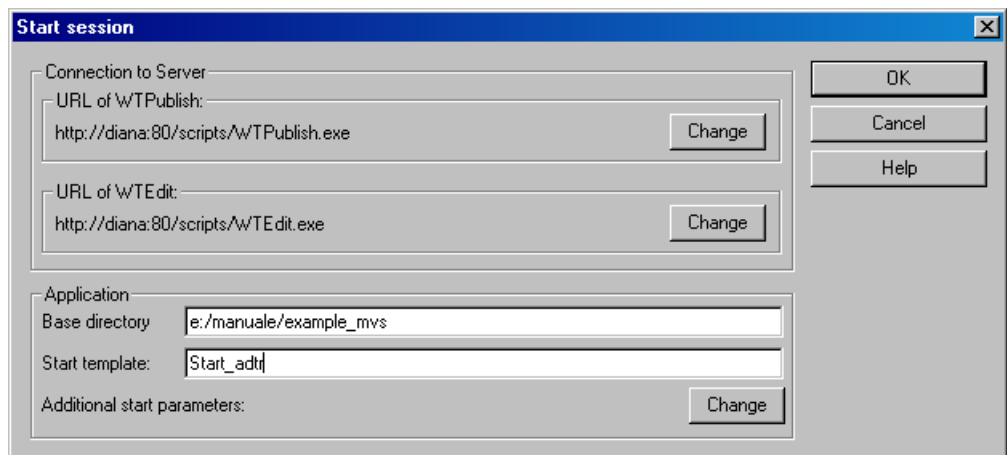 Start session
Connection to Server
URL of WTPublish:
http://diana:80/scripts/WTPublish.exe
Change
URL of WTEdit:
http://diana:80/scripts/WTEdit.exe
Change
Application
Base directory
e:/manuale/example_mvs
Start template:
Start_adtr
Additional start parameters:
Change
OK
Cancel
Help